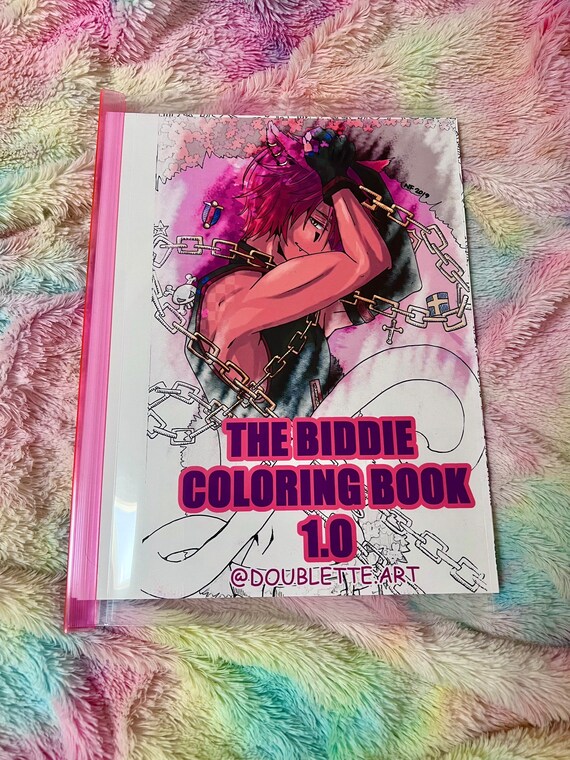 THE BIDDIE
COLORING BOOK
1.0
@DOUBLETTE.ART